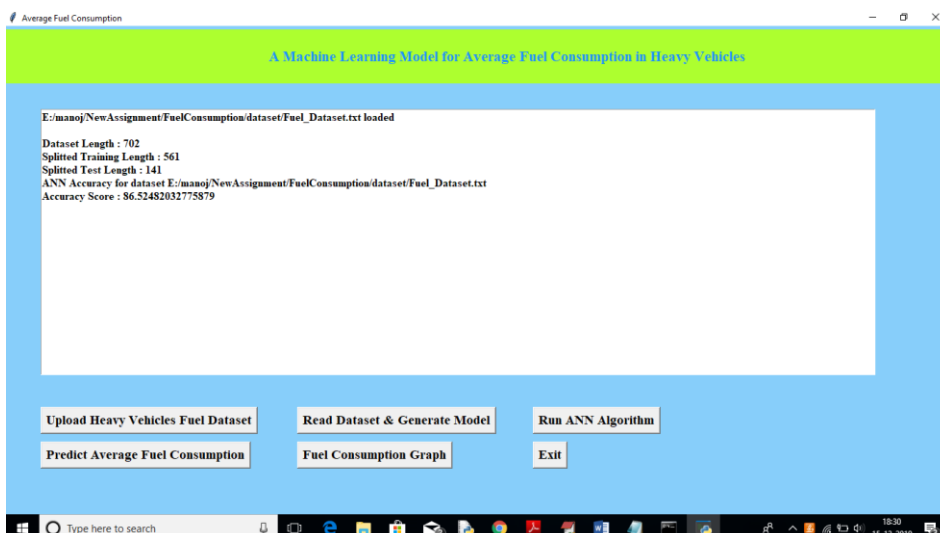 Average Fuel Consumption
A Machine Learning Model for Average Fuel Consumption in Heavy Vehicles
E:/manoj/NewAssignment/FuelConsumption/dataset/Fuel_Dataset.txt loaded
Dataset Length : 702
Splitted Training Length : 561
Splitted Test Length : 141
ANN Accuracy for dataset E:/manoj/NewAssignment/FuelConsumption/dataset/Fuel_Dataset.txt
Accuracy Score : 86.52482032775879
Upload Heavy Vehicles Fuel Dataset
Read Dataset & Generate Model
Run ANN Algorithm
Predict Average Fuel Consumption
Fuel Consumption Graph
Exit
Type here to search
18:30